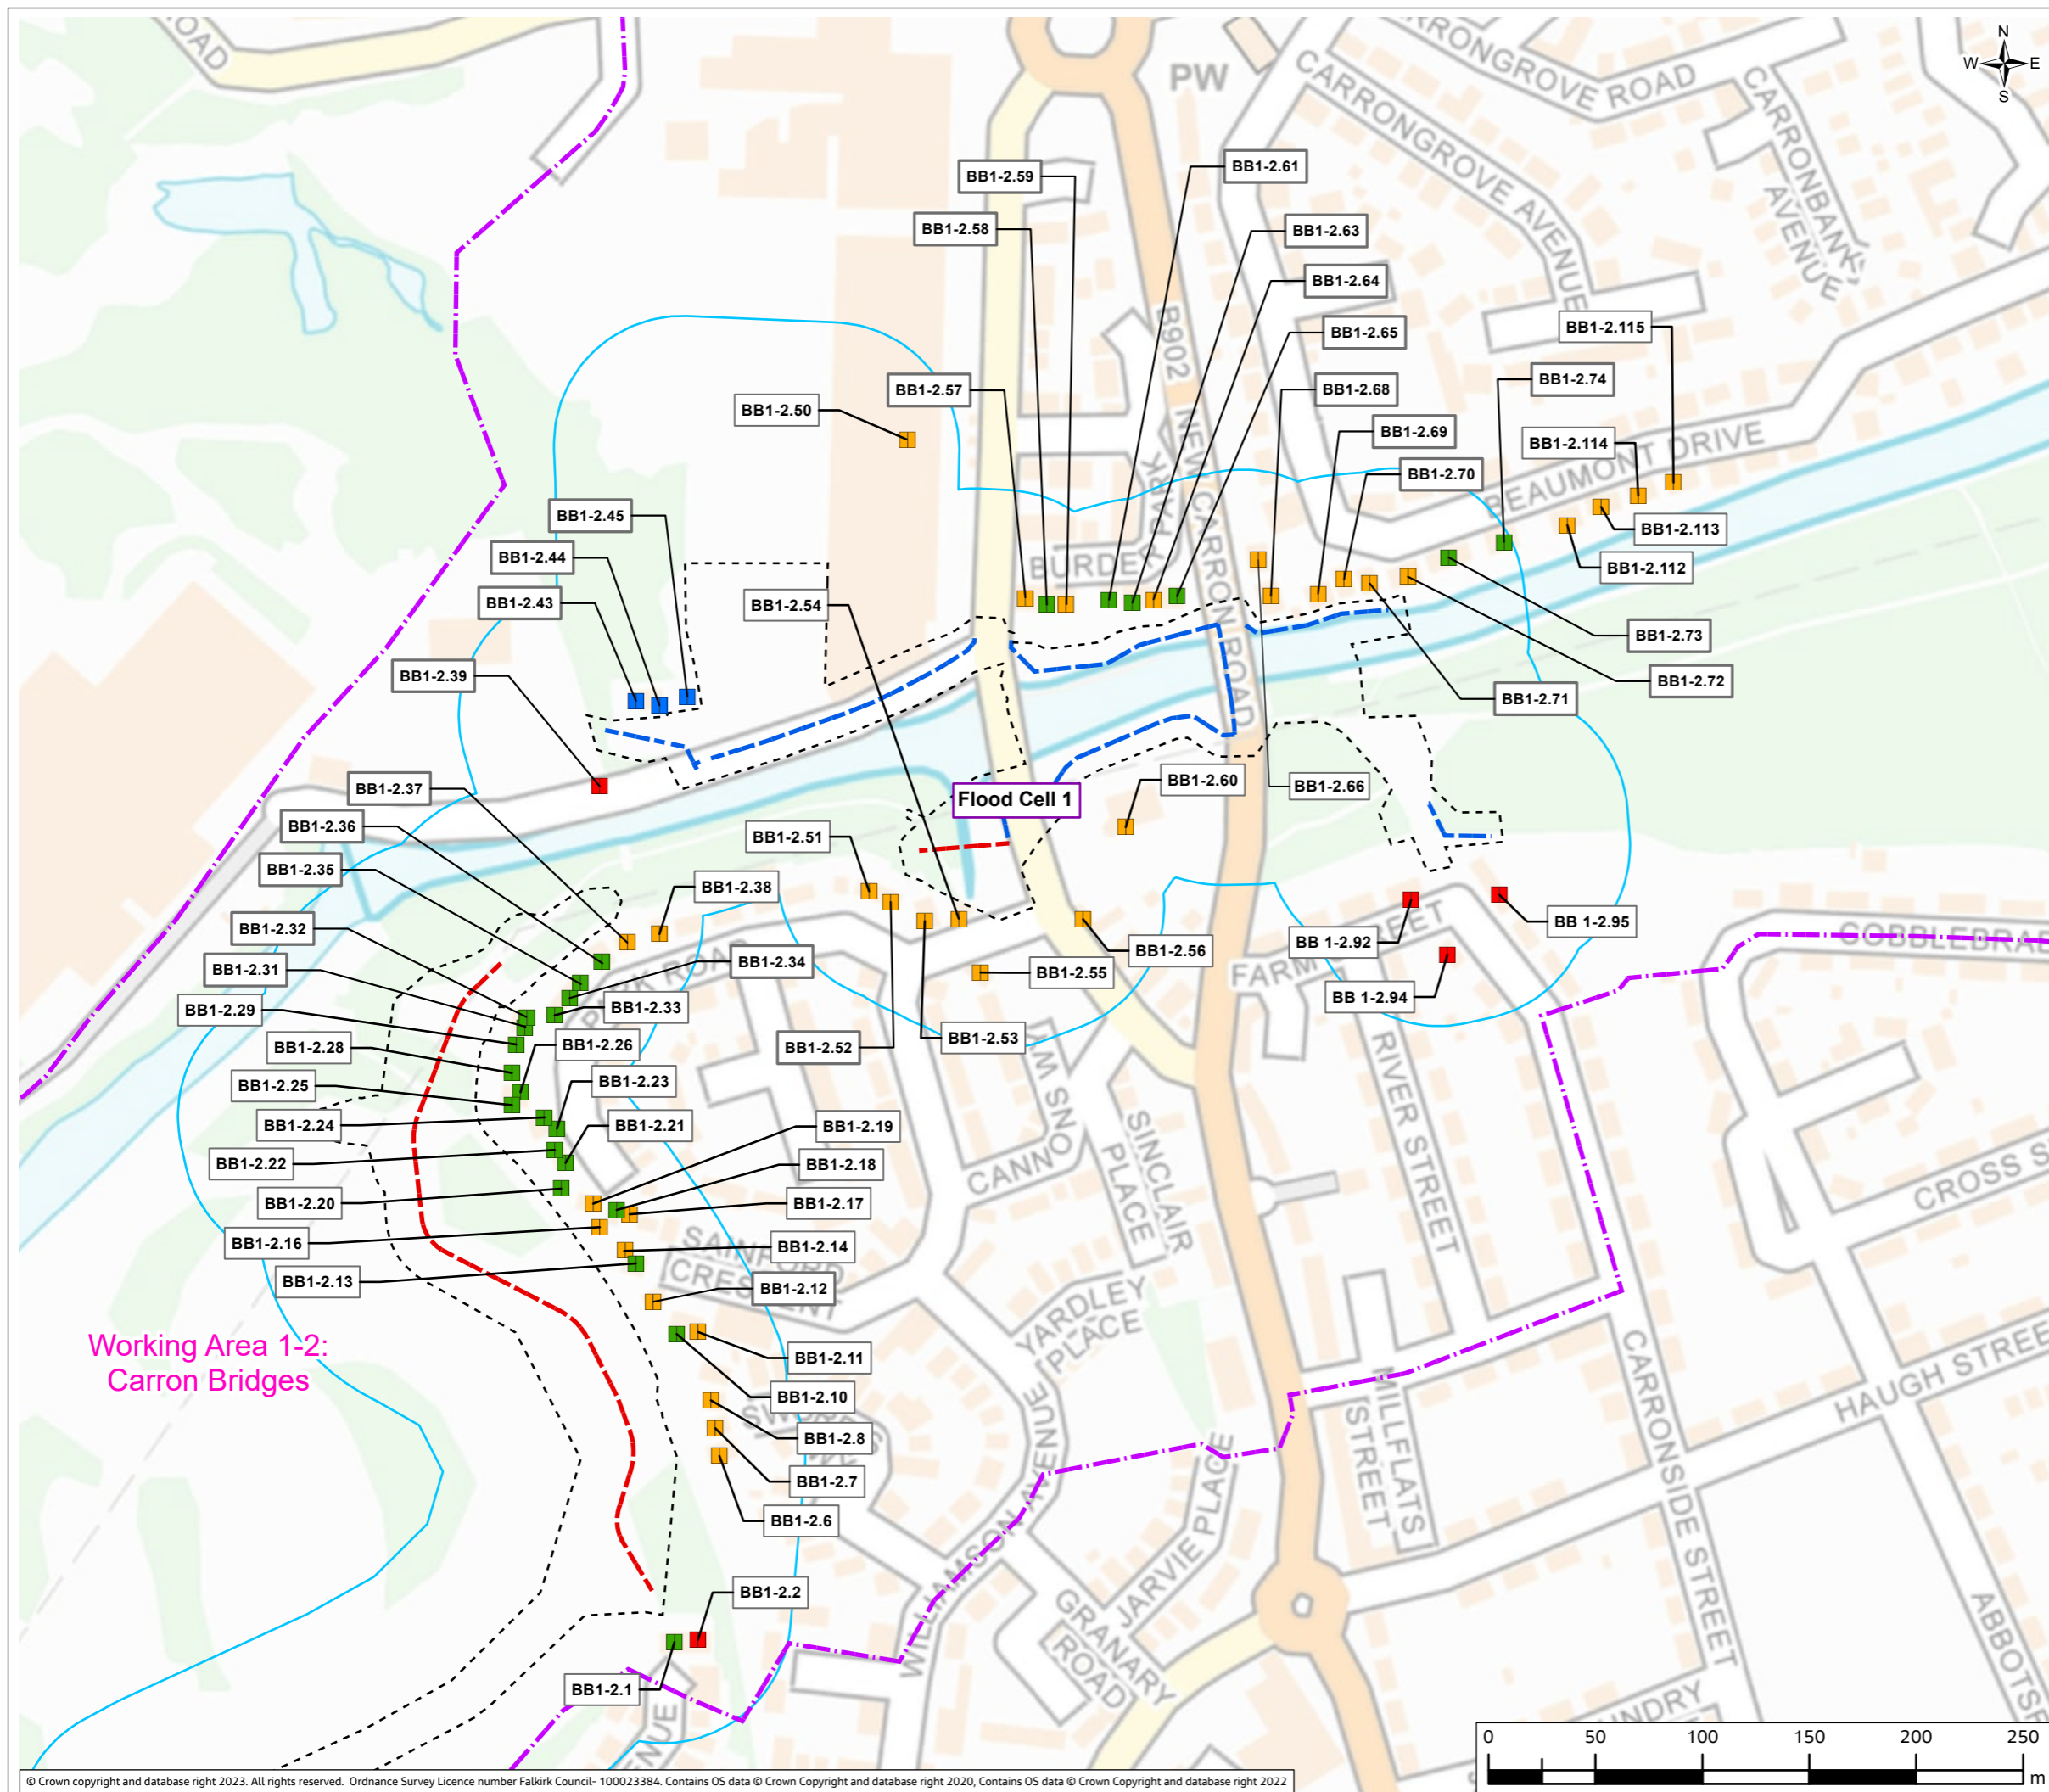 ROAD
PW
CARRONGROVE ROAD
CARRONGROVE AVENUE
CARRONBANK
AVENUE
N
W E
S
BB1-2.59
BB1-2.61
BB1-2.58
BB1-2.63
BB1-2.64
BB1-2.65
BB1-2.115
B902
BB1-2.57
BB1-2.68
BB1-2.74
BB1-2.50
BB1-2.69
BB1-2.114
BEAUMONT DRIVE
BB1-2.70
NEW CARRON ROAD
BB1-2.45
BB1-2.113
BB1-2.44
BB1-2.112
PARK
BB1-2.43
BB1-2.54
BB1-2.73
BB1-2.39
BB1-2.72
BB1-2.71
BB1-2.37
BB1-2.60
BB1-2.66
Flood Cell 1
BB1-2.36
BB1-2.51
BB1-2.35
BB1-2.38
BB 1-2.95
BB1-2.32
BB 1-2.92
BB1-2.56
FARM STREET
BB1-2.34
PARK ROAD
BB1-2.31
BB1-2.55
BB 1-2.94
BB1-2.29
BB1-2.33
BB1-2.28
BB1-2.26
BB1-2.52
BB1-2.53
BB1-2.25
BB1-2.23
BB1-2.24
BB1-2.21
BB1-2.19
RIVER STREET
SINCLAIR
PLACE
BB1-2.22
BB1-2.18
CANNONS WAY
CROSS S
BB1-2.20
BB1-2.17
BB1-2.16
BB1-2.14
SAINFORD
CRESCENT
BB1-2.13
BB1-2.12
YARDLEY
PLACE
Working Area 1-2:
Carron Bridges
BB1-2.11
BB1-2.10
HAUGH STREE
MILLFLATS
STREET
BB1-2.8
BB1-2.7
CARRONSIDE STREET
BB1-2.6
WILLIAMSON AVENUE
JARVIE PLACE
GRANARY
ROAD
BB1-2.2
BB1-2.1
ABBOTS
0 50 100 150 200 250
m
© Crown copyright and database right 2023. All rights reserved. Ordnance Survey Licence number Falkirk Council- 100023384. Contains OS data © Crown Copyright and database right 2020, Contains OS data © Crown Copyright and database right 2022